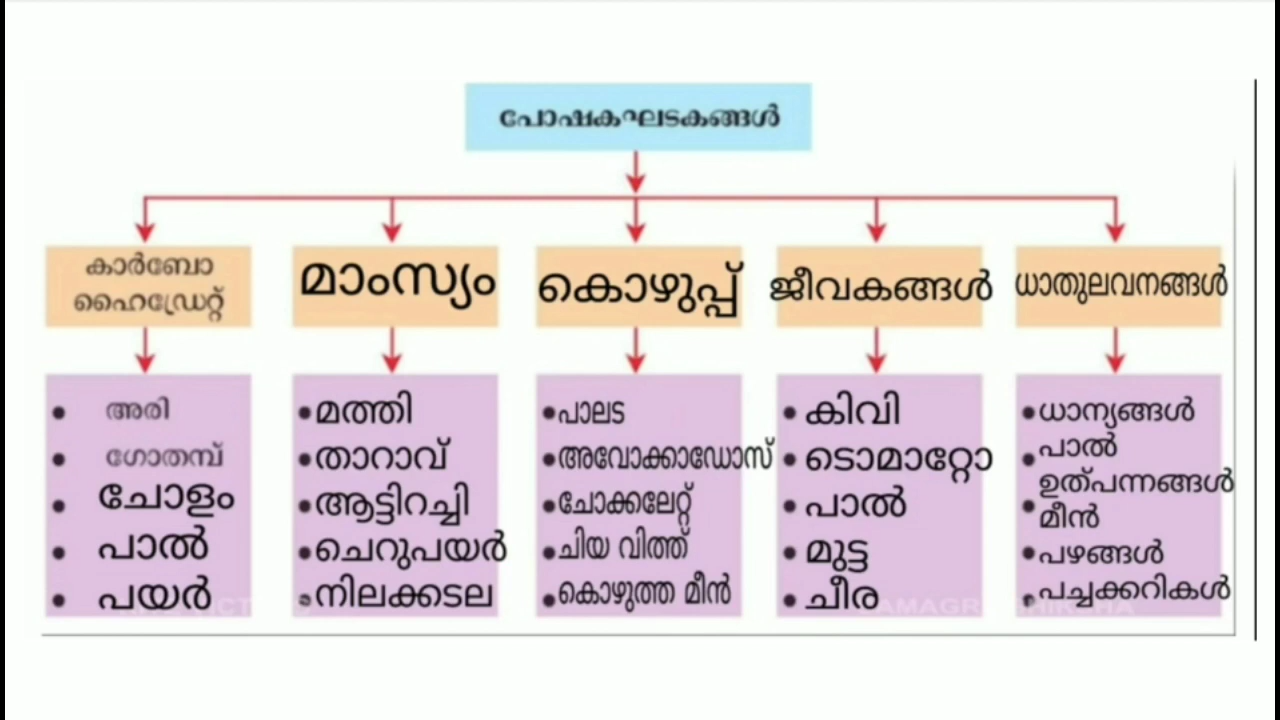 പോഷകഘടകങ്ങൾ
കാർബോ
ഹൈഡ്രേറ്റ്
മാംസ്യം
കൊഴുപ്പ്
ജീവകങ്ങൾ
ധാതുലവനങ്ങൾ
അരി
ഗോതമ്പ്
ചോളം
പാൽ
പയർ
മത്തി
താറാവ്
ആട്ടിറച്ചി
ചെറുപയർ
നിലക്കടല
പാലട
അവോക്കാഡോസ്
ചോക്കലേറ്റ്
ചിയ വിത്ത്
കൊഴുത്ത മീൻ
കിവി
ടൊമാറ്റോ
പാൽ
മുട്ട
ചീര
ധാന്യങ്ങൾ
പാൽ
ഉത്പന്നങ്ങൾ
മീൻ
പഴങ്ങൾ
പച്ചക്കറികൾ